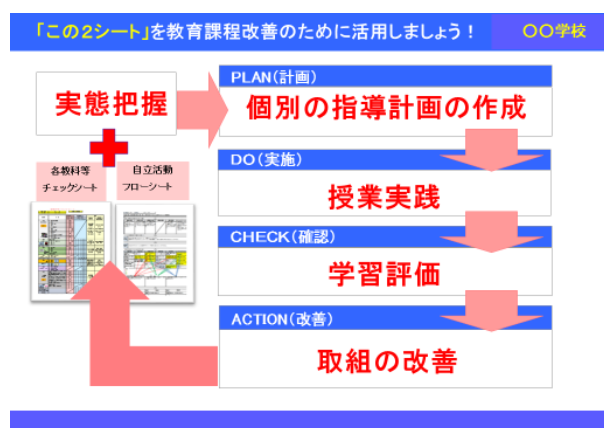 「この２シート」を教育課程改善のために活用しましょう！
〇〇学校
実態把握
各教科等
チェックシート
自立活動
フローシート
PLAN(計画)
個別の指導計画の作成
DO(実施)
授業実践
CHECK(確認)
学習評価
ACTION(改善)
取組の改善